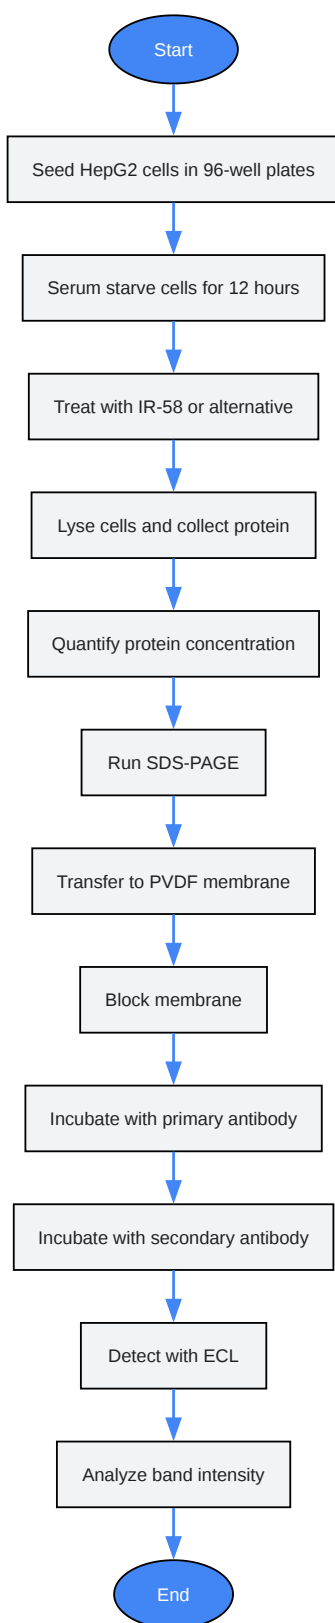 Start
Seed HepG2 cells in 96-well plates
Serum starve cells for 12 hours
Treat with IR-58 or alternative
Lyse cells and collect protein
Quantify protein concentration
Run SDS-PAGE
Transfer to PVDF membrane
Block membrane
Incubate with primary antibody
Incubate with secondary antibody
Detect with ECL
Analyze band intensity
End